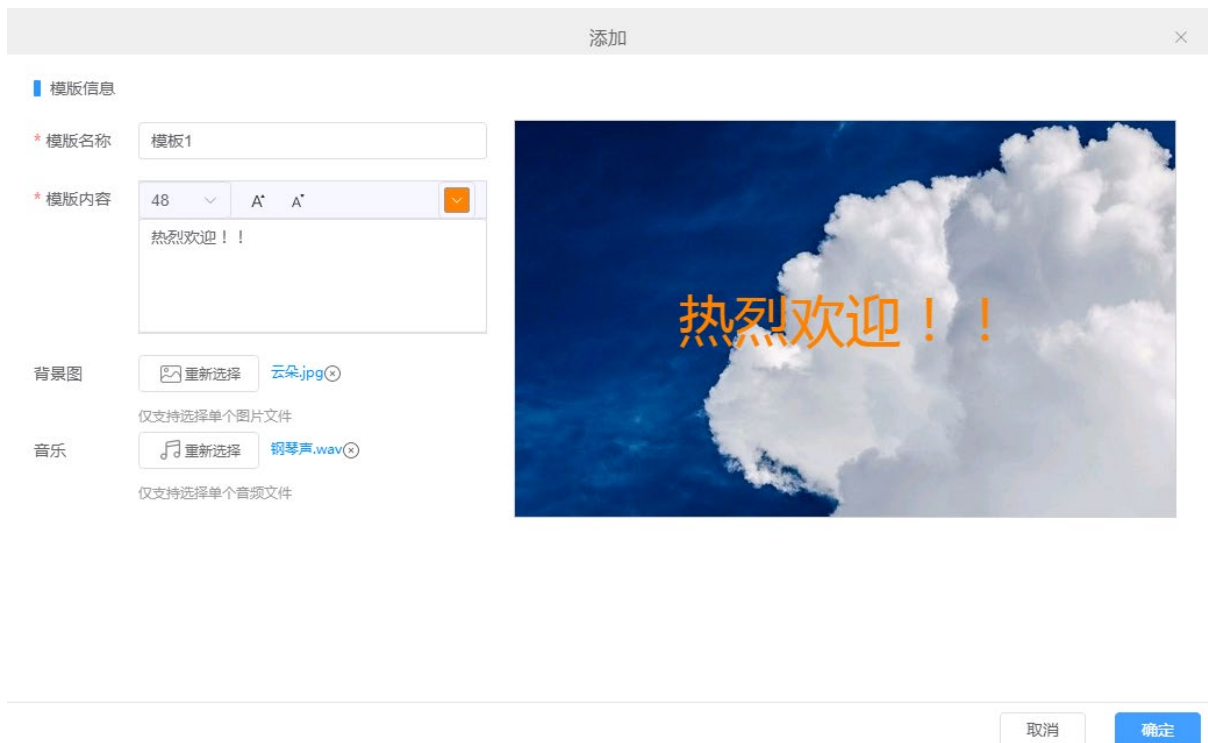 添加
模版信息
* 模版名称
模板1
* 模版内容
48
A A
热烈欢迎！！
热烈欢迎！！
背景图
重新选择
云朵.jpg
仅支持选择单个图片文件
音乐
重新选择
钢琴声.wav
仅支持选择单个音频文件
取消
确定